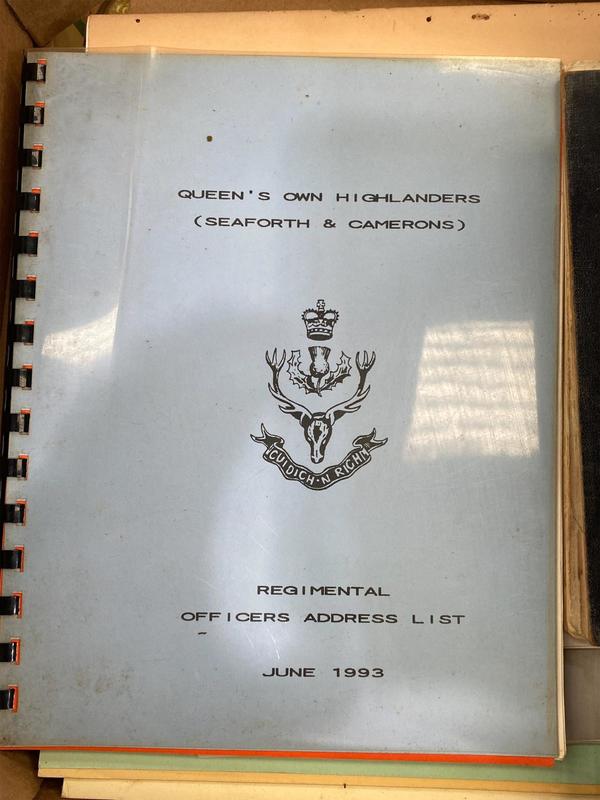 QUEEN'S OWN HIGHLANDERS
(SEAFORTH & CAMERONS)
CUIDICH 'N RIGH
REGIMENTAL
OFFICERS ADDRESS LIST
JUNE 1993